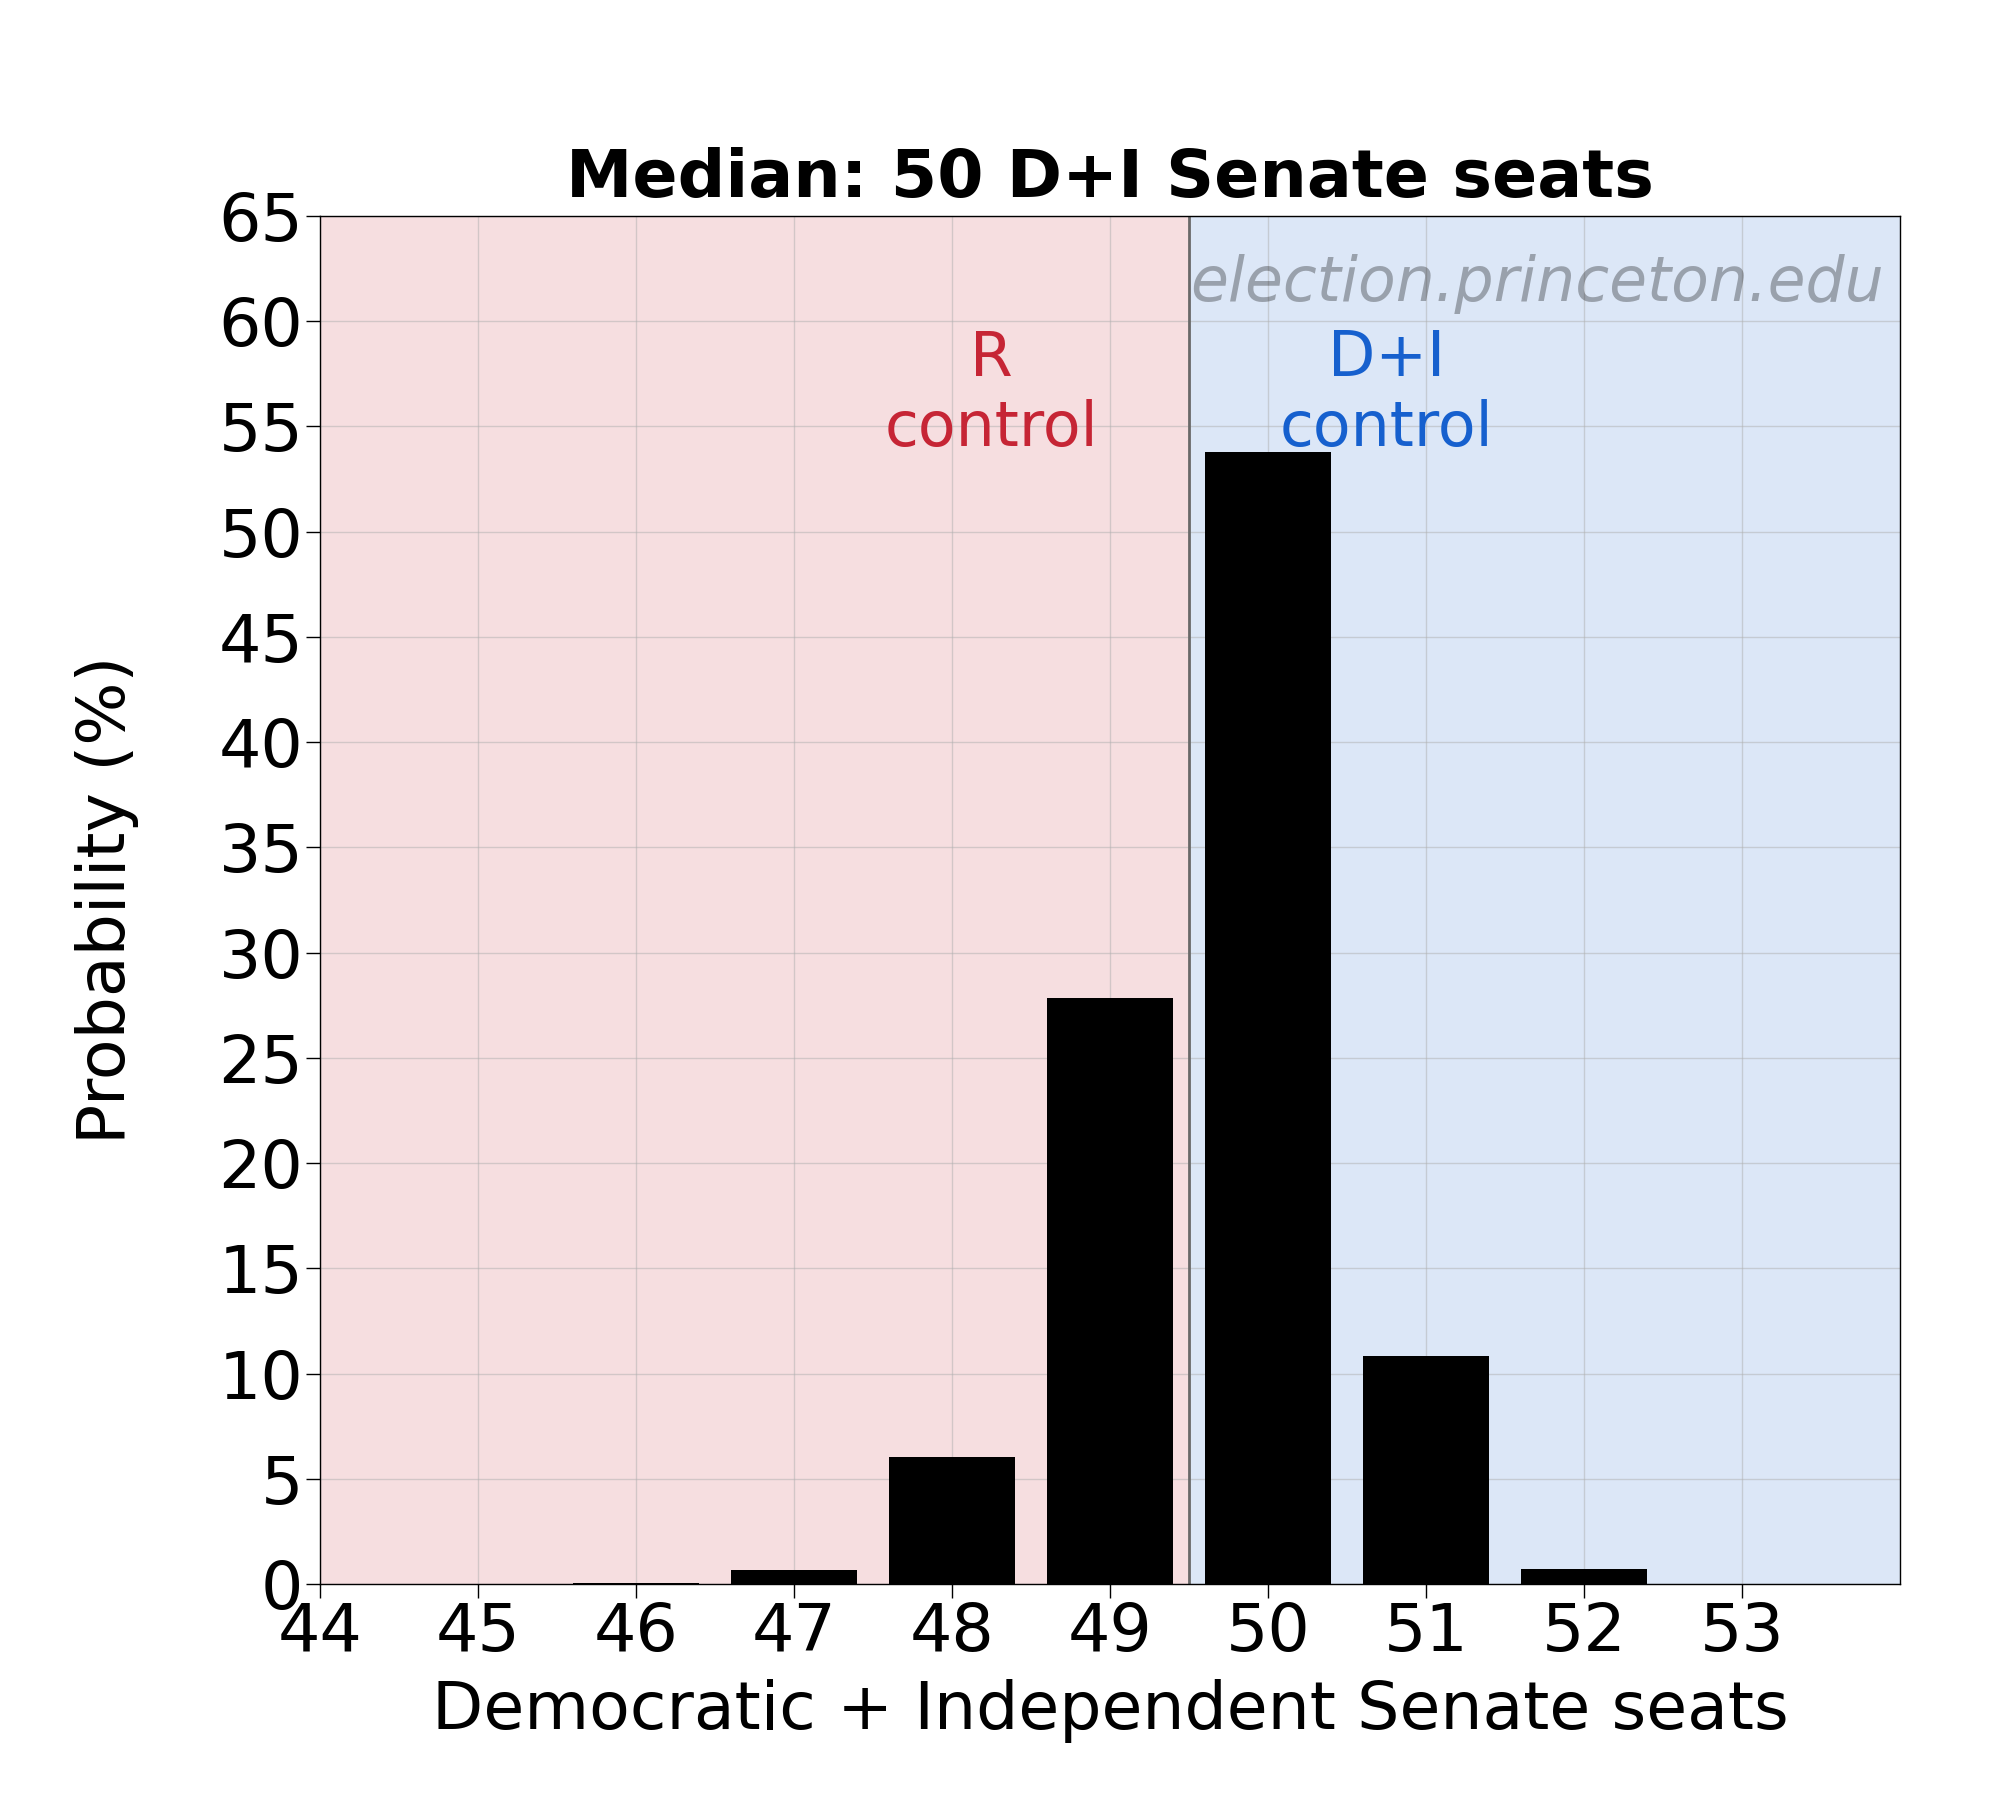 Median: 50 D+I Senate seats
election.princeton.edu
R
control
D+I
control
65
60
55
50
45
40
35
30
25
20
15
10
5
0
Probability (%)
44 45 46 47 48 49 50 51 52 53
Democratic + Independent Senate seats